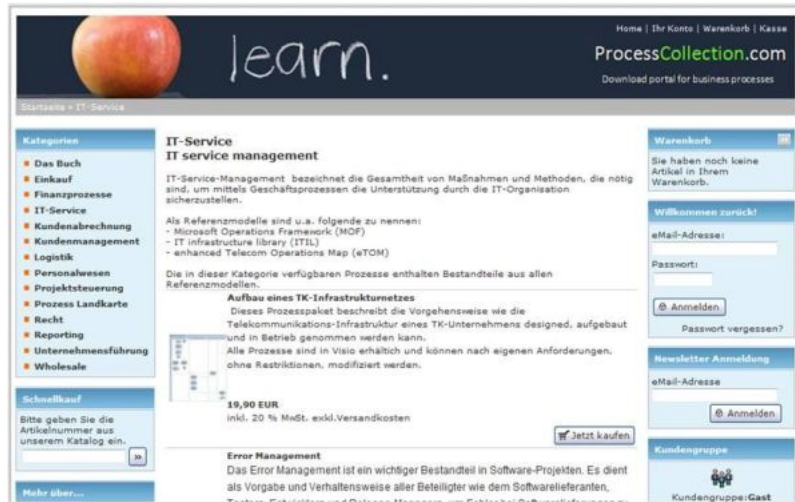 learn.
Home | Ihr Konto | Warenkorb | Kasse
ProcessCollection.com
Download portal for business processes
Startseite » IT-Service
Kategorien
Das Buch
Einkauf
Finanzprozesse
IT-Service
Kundenabrechnung
Kundenmanagement
Logistik
Personalwesen
Projektsteuerung
Prozess Landkarte
Recht
Reporting
Unternehmensführung
Wholesale
Schnellkauf
Bitte geben Sie die
Artikelnummer aus
unserem Katalog ein.
Mehr über...
IT-Service
IT service management
IT-Service-Management bezeichnet die Gesamtheit von Maßnahmen und Methoden, die nötig
sind, um mittels Geschäftsprozessen die Unterstützung durch die IT-Organisation
sicherzustellen.
Als Referenzmodelle sind u.a. folgende zu nennen:
- Microsoft Operations Framework (MOF)
- IT infrastructure library (ITIL)
- enhanced Telecom Operations Map (eTOM)
Die in dieser Kategorie verfügbaren Prozesse enthalten Bestandteile aus allen
Referenzmodellen.
Aufbau eines TK-Infrastrukturnetzes
Dieses Prozesspaket beschreibt die Vorgehensweise wie die
Telekommunikations-Infrastruktur eines TK-Unternehmens designed, aufgebaut
und in Betrieb genommen werden kann.
Alle Prozesse sind in Visio erhältich und können nach eigenen Anforderungen,
ohne Restriktionen, modifiziert werden.
19,90 EUR
inkl. 20 % MwSt. exkl.Versandkosten
Jetzt kaufen
Error Management
Das Error Management ist ein wichtiger Bestandteil in Software-Projekten. Es dient
als Vorgabe und Verhaltensweise aller Beteiligter wie dem Softwarelieferanten,
Warenkorb
Sie haben noch keine
Artikel in Ihrem
Warenkorb.
Willkommen zurück!
eMail-Adresse:
Passwort:
Anmelden
Passwort vergessen?
Newsletter Anmeldung
eMail-Adresse
Anmelden
Kundengruppe
Kundengruppe:Gast